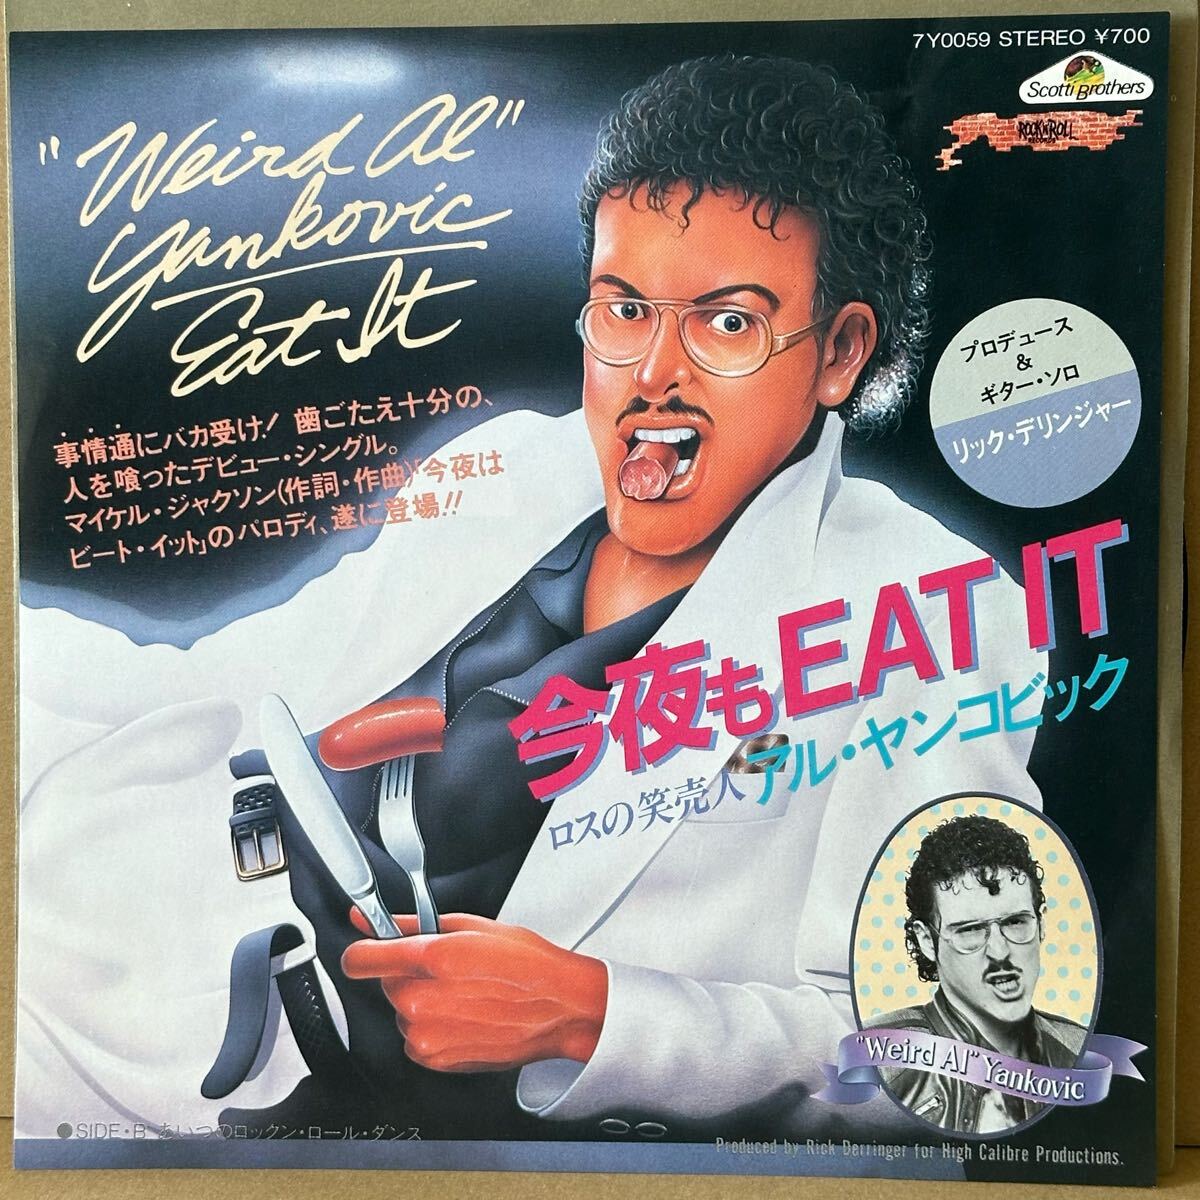 7Y0059 STEREO ¥700
Scotti Brothers
ROCK'N'ROLL
RECORDS
"Weird Al"
Yankovic
Eat It
事情通にバカ受け! 歯ごたえ十分の、
人を喰ったデビュー・シングル。
マイケル・ジャクソン(作詞・作曲)「今夜は
ビート・イット」のパロディ、遂に登場!!
プロデュース
&
ギター・ソロ
リック・デリンジャー
今夜もEAT IT
ロスの笑売人 アル・ヤンコビック
"Weird Al" Yankovic
●SIDE・B あいつのロックン・ロール・ダンス
Produced by Rick Derringer for High Calibre Productions.